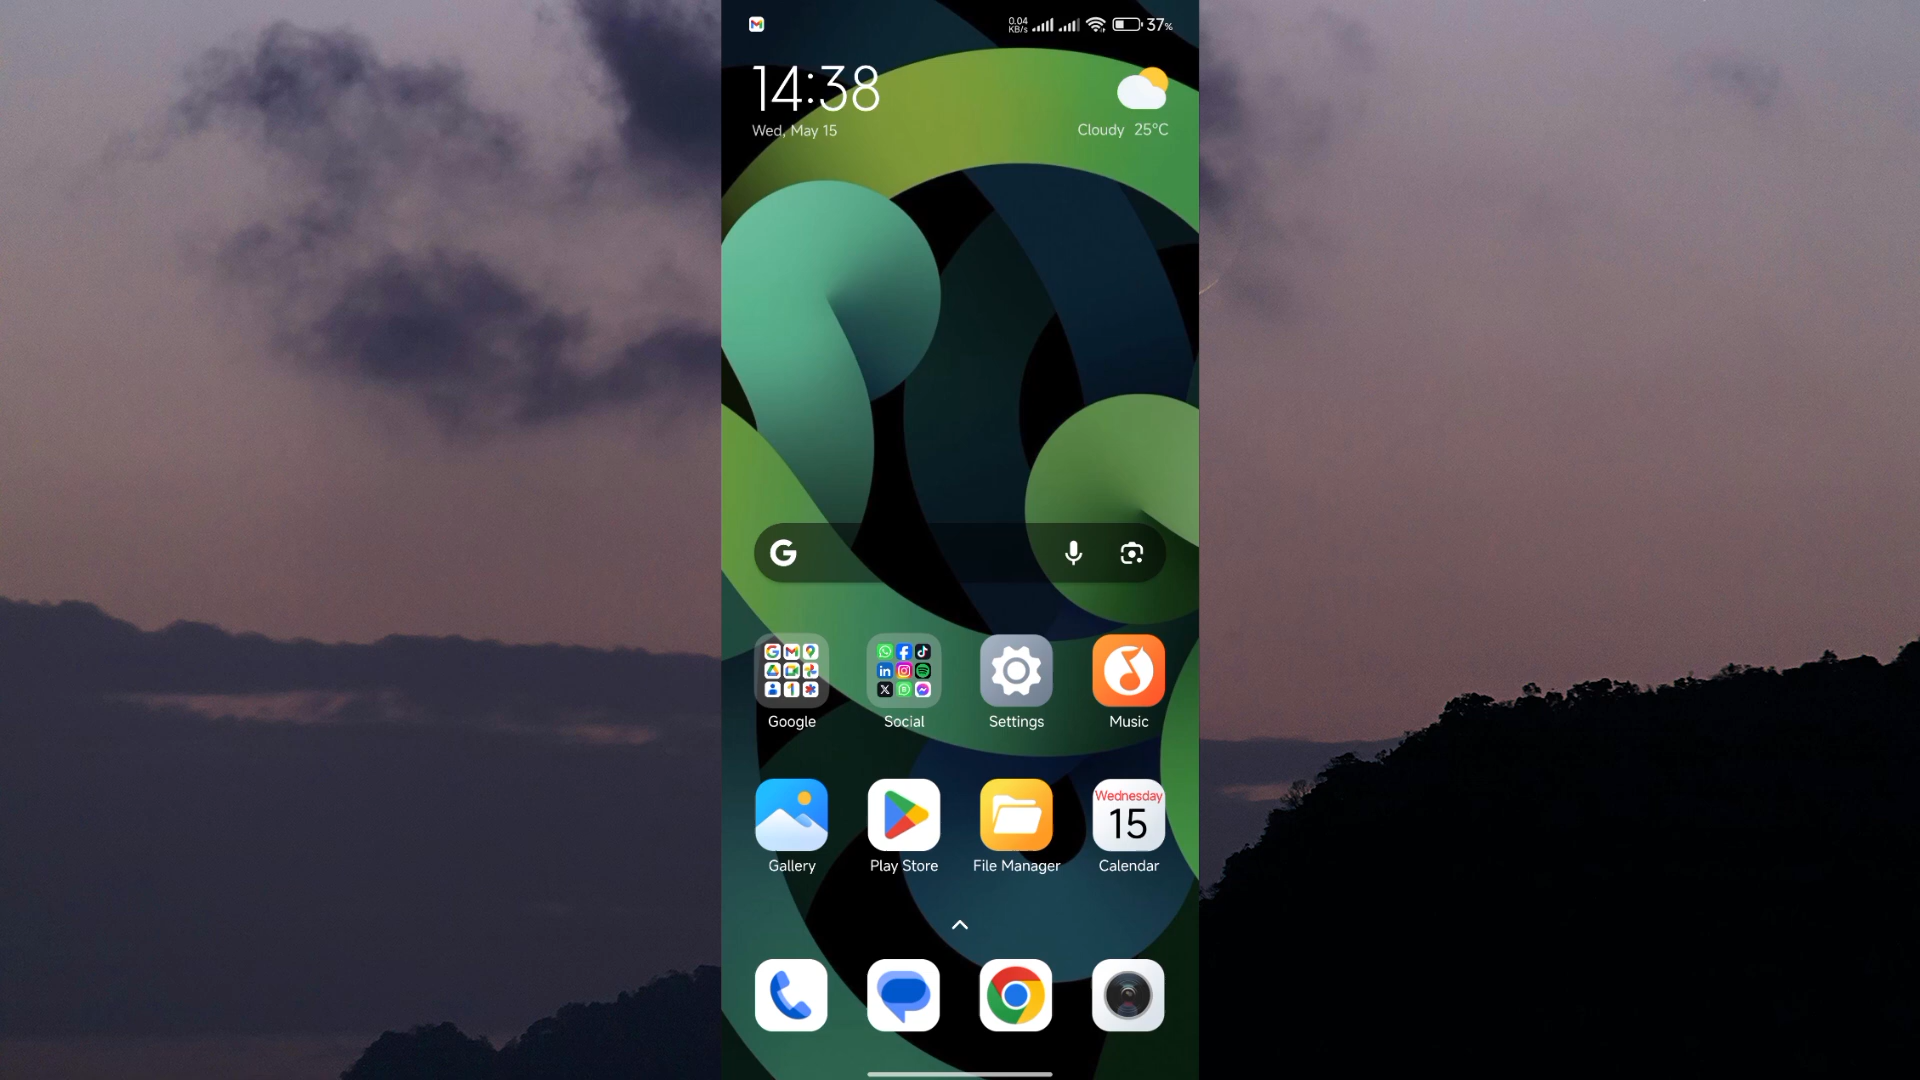 0.04
KB/s
37%
14:38
Wed, May 15
Cloudy 25°C
Google
Social
Settings
Music
Wednesday
15
Gallery
Play Store
File Manager
Calendar